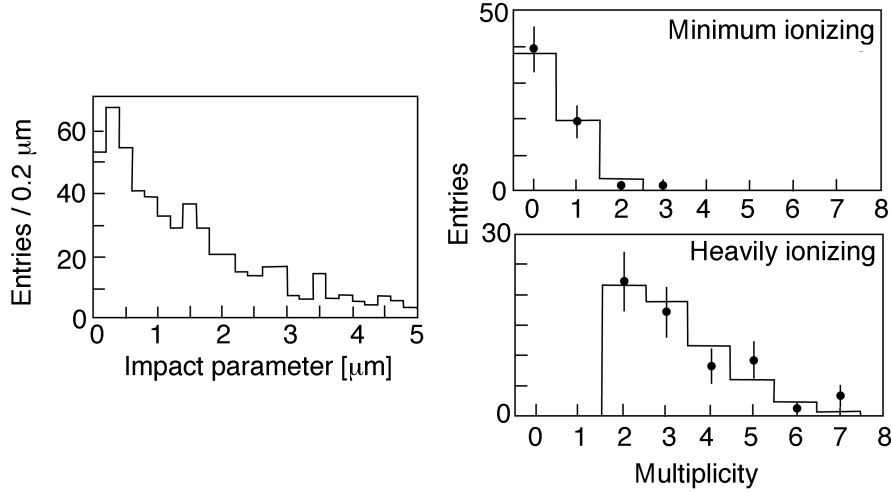 Entries / 0.2 μm
60
40
20
0
0 1 2 3 4 5
Impact parameter [μm]
Entries
50
0
Minimum ionizing
0 1 2 3 4 5 6 7 8
30
0
Heavily ionizing
0 1 2 3 4 5 6 7 8
Multiplicity